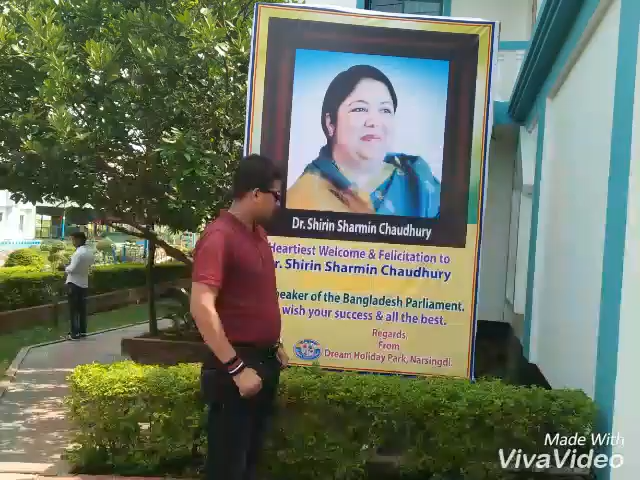 Dr. Shirin Sharmin Chaudhury
Heartiest Welcome & Felicitation to
r. Shirin Sharmin Chaudhury
eaker of the Bangladesh Parliament.
wish your success & all the best.
Regards
From
Dream Holiday Park, Narsingdi.
Made With
VivaVideo